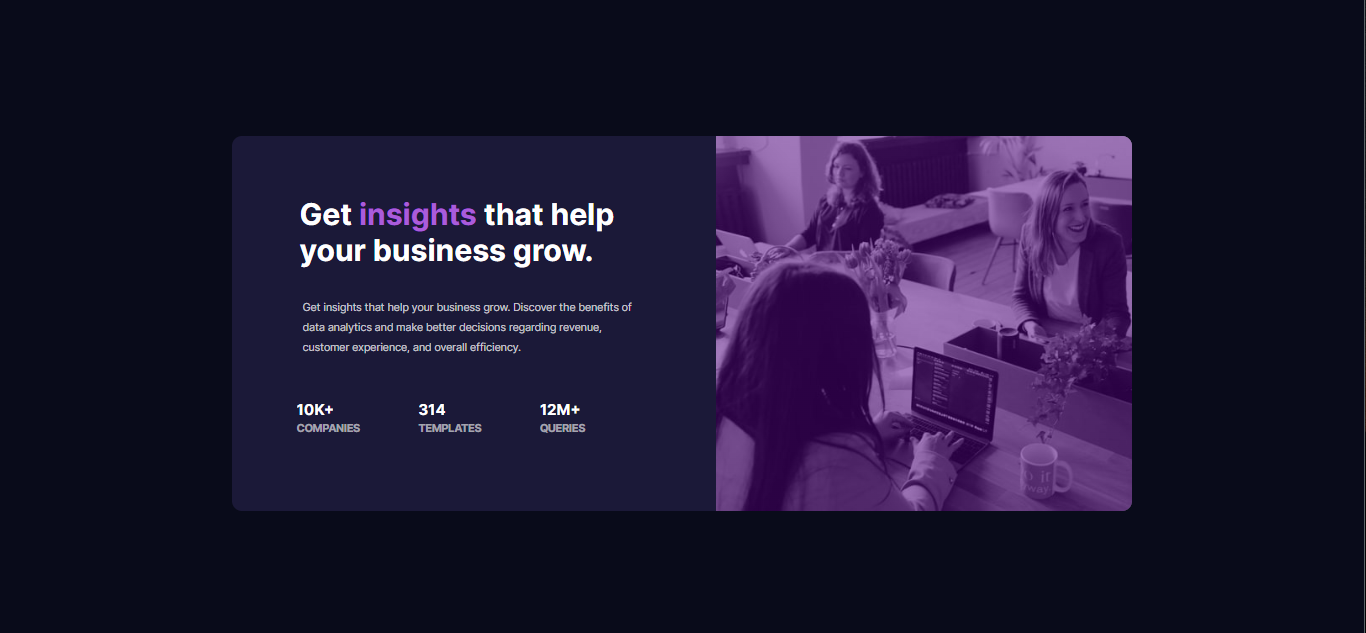 Get insights that help
your business grow.
Get insights that help your business grow. Discover the benefits of
data analytics and make better decisions regarding revenue,
customer experience, and overall efficiency.
10K+ 314 12M+
COMPANIES TEMPLATES QUERIES